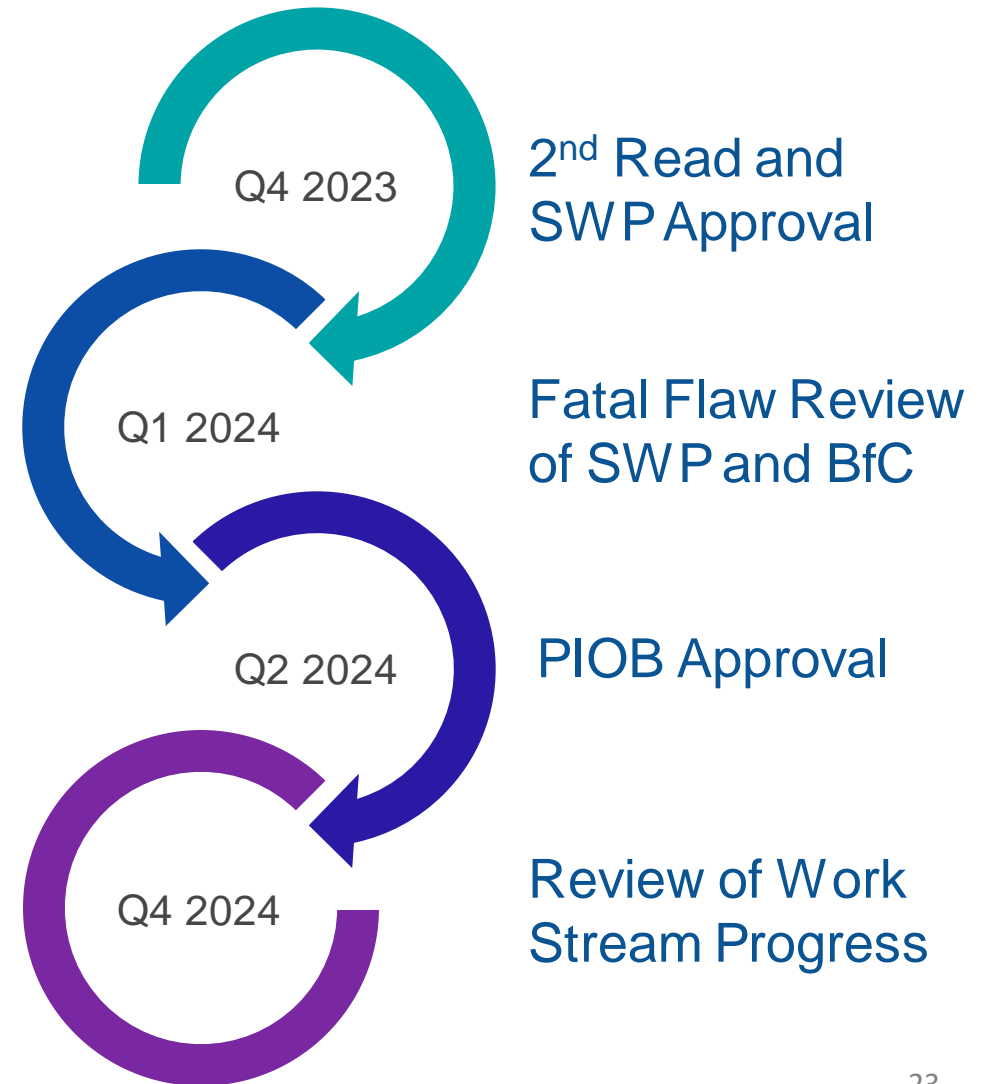 Q4 2023
2nd Read and
SWP Approval
Q1 2024
Fatal Flaw Review
of SWP and BfC
Q2 2024
PIOB Approval
Q4 2024
Review of Work
Stream Progress